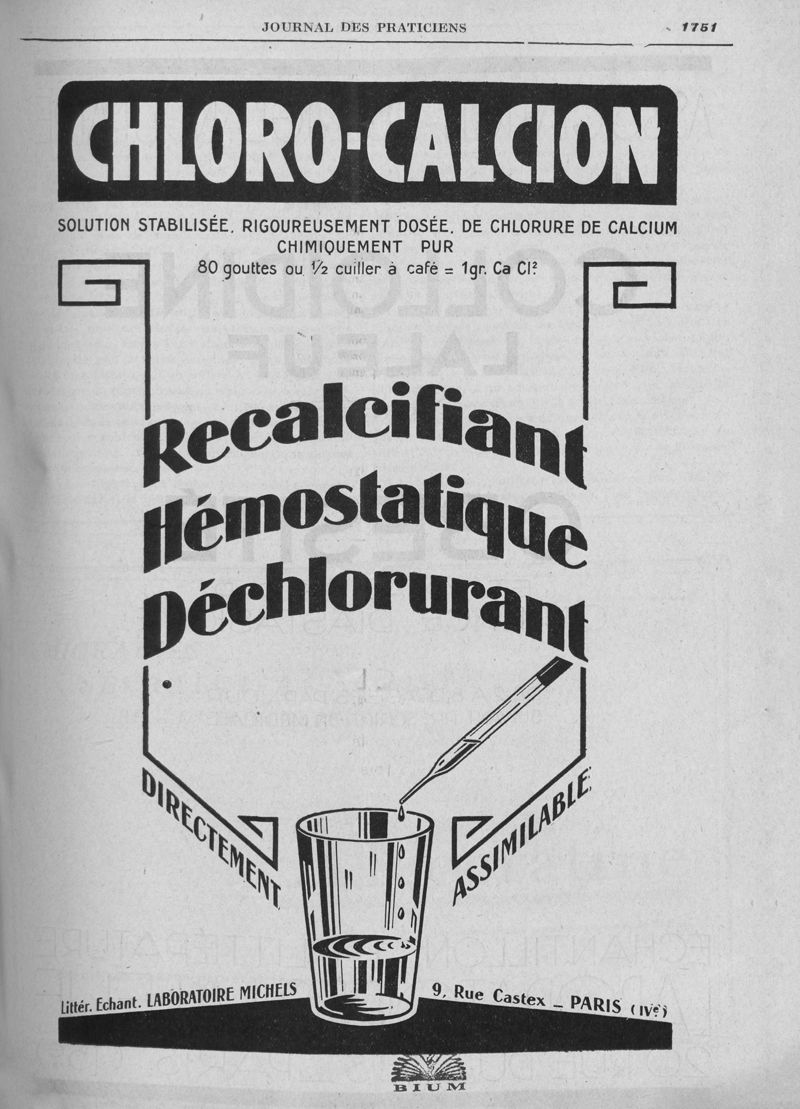 JOURNAL DES PRATICIENS
1751
CHLORO-CALCION
SOLUTION STABILISÉE, RIGOUREUSEMENT DOSÉE, DE CHLORURE DE CALCIUM
CHIMIQUEMENT PUR
80 gouttes ou ½ cuiller à café = 1gr. Ca Cl²
Recalcifiant
Hémostatique
Déchlorurant
DIRECTEMENT
ASSIMILABLE
Littér. Echant. LABORATOIRE MICHELS
9, Rue Castex _ PARIS (IVe)
BIUM